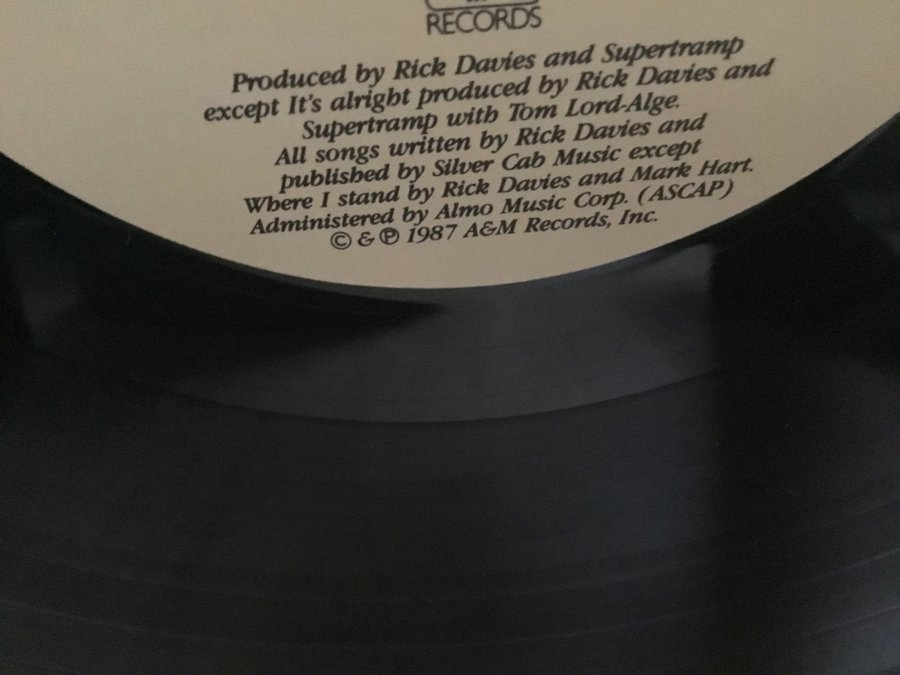 RECORDS
Produced by Rick Davies and Supertramp
except It's alright produced by Rick Davies and
Supertramp with Tom Lord-Alge.
All songs written by Rick Davies and
published by Silver Cab Music except
Where I stand by Rick Davies and Mark Hart.
Administered by Almo Music Corp. (ASCAP)
© & ℗ 1987 A&M Records, Inc.